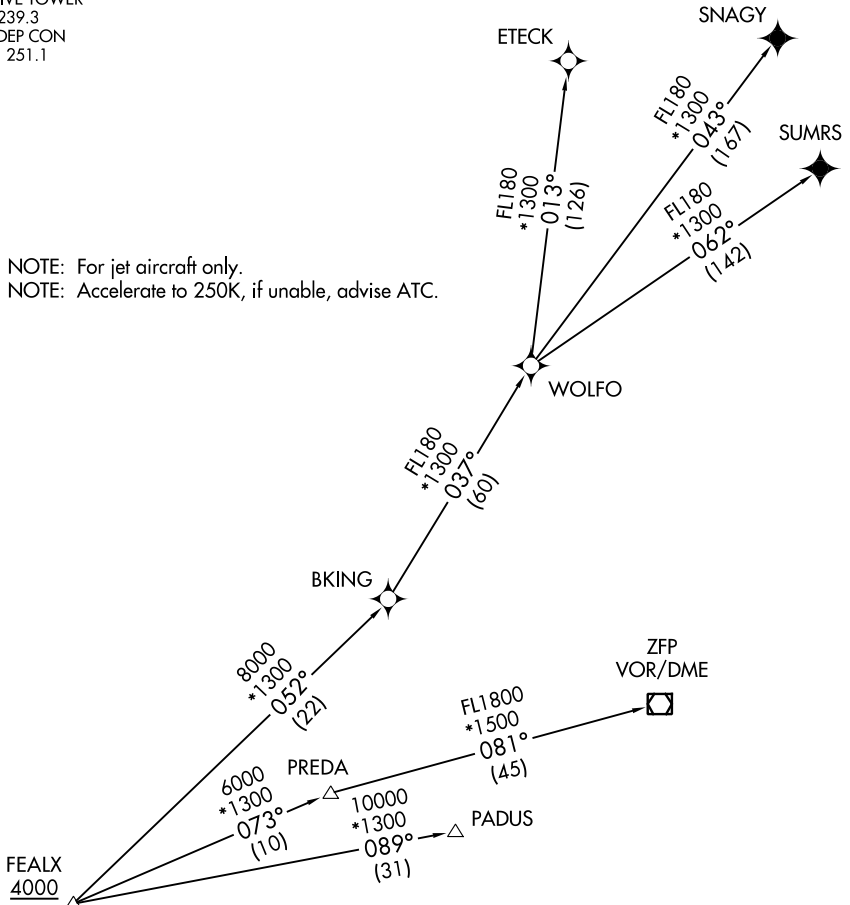 239.3
DEP CON
251.1
ETECK
SNAGY
SUMRS
FL180
*1300
043°
(167)
FL180
*1300
013°
(126)
FL180
*1300
062°
(142)
NOTE: For jet aircraft only.
NOTE: Accelerate to 250K, if unable, advise ATC.
WOLFO
FL180
*1300
037°
(60)
BKING
8000
*1300
052°
(22)
ZFP
VOR/DME
FL1800
*1500
081°
(45)
PREDA
6000
*1300
073°
(10)
10000
*1300
089°
(31)
PADUS
FEALX
4000